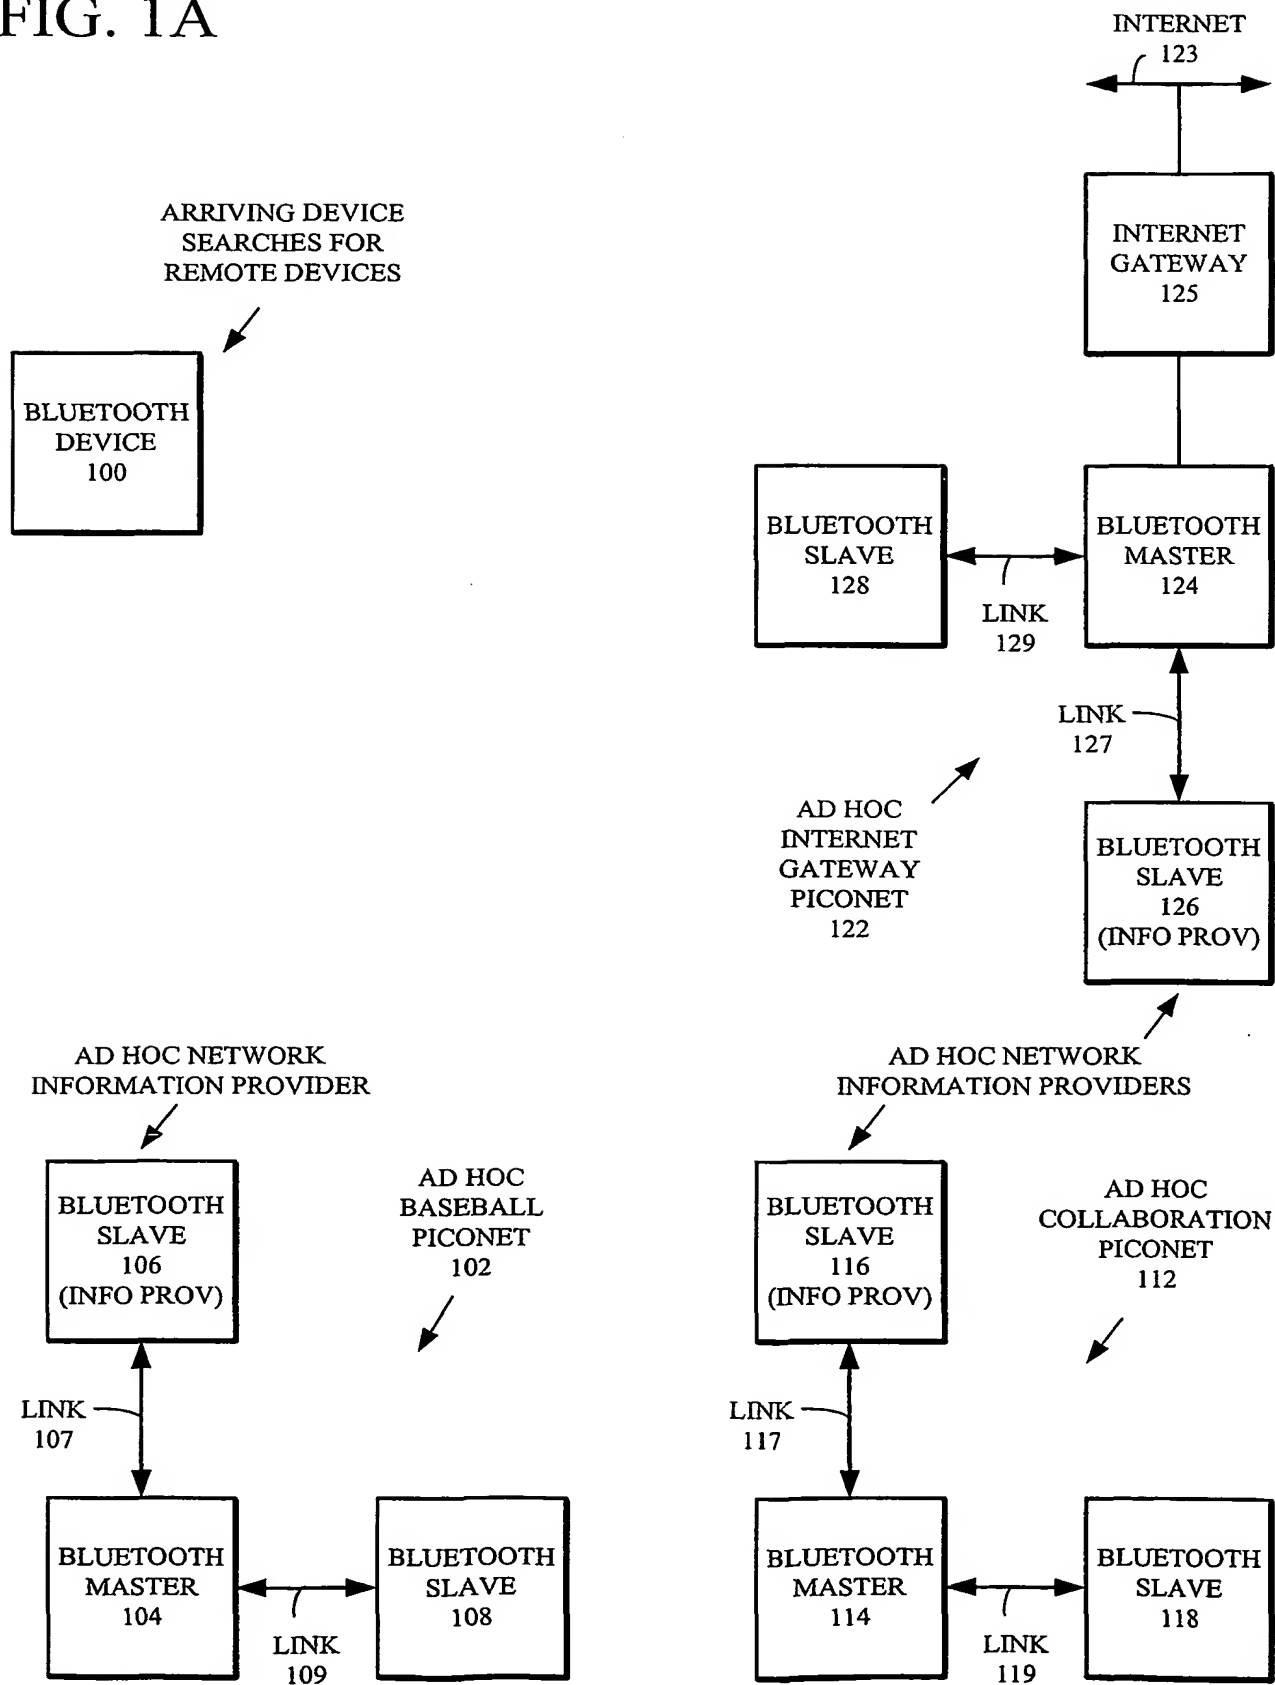 FIG. 1A
INTERNET
123
ARRIVING DEVICE
SEARCHES FOR
REMOTE DEVICES
INTERNET
GATEWAY
125
BLUETOOTH
DEVICE
100
BLUETOOTH
SLAVE
128
LINK
129
BLUETOOTH
MASTER
124
LINK
127
AD HOC
INTERNET
GATEWAY
PICONET
122
BLUETOOTH
SLAVE
126
(INFO PROV)
AD HOC NETWORK
INFORMATION PROVIDER
AD HOC NETWORK
INFORMATION PROVIDERS
BLUETOOTH
SLAVE
106
(INFO PROV)
AD HOC
BASEBALL
PICONET
102
BLUETOOTH
SLAVE
116
(INFO PROV)
AD HOC
COLLABORATION
PICONET
112
LINK
107
LINK
117
BLUETOOTH
MASTER
104
LINK
109
BLUETOOTH
SLAVE
108
BLUETOOTH
MASTER
114
LINK
119
BLUETOOTH
SLAVE
118